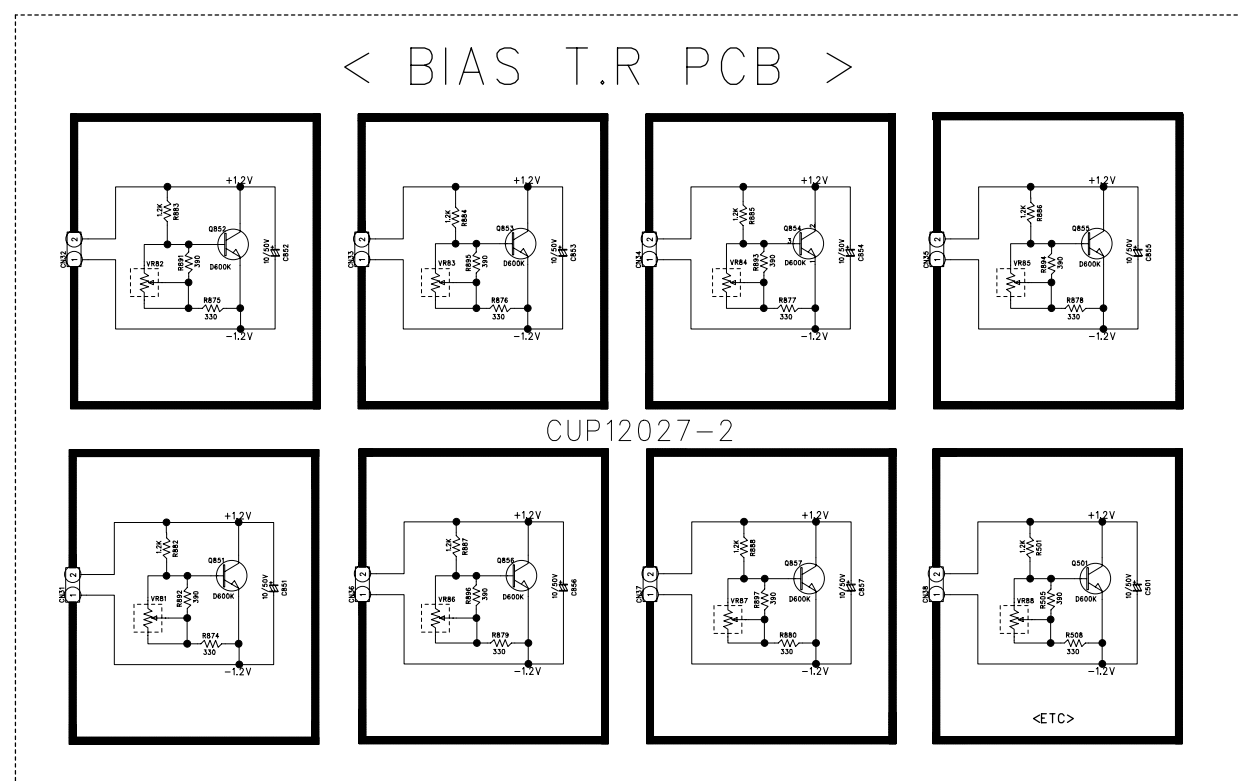 < BIAS T.R PCB >
+1.2V
1.2K
R883
Q852
2
1
CN32
VR82
R891
390
D600K
10/50V
C852
R875
330
-1.2V
+1.2V
1.2K
R884
Q853
2
1
CN33
VR83
R895
390
D600K
10/50V
C853
R876
330
-1.2V
+1.2V
1.2K
R885
Q854
2
3
1
2
1
CN34
VR84
R893
390
D600K
10/50V
C854
R877
330
-1.2V
+1.2V
1.2K
R886
Q855
2
1
CN35
VR85
R894
390
D600K
10/50V
C855
R878
330
-1.2V
CUP12027-2
+1.2V
1.2K
R882
Q851
2
1
CN31
VR81
R892
390
D600K
10/50V
C851
R874
330
-1.2V
+1.2V
1.2K
R887
Q856
2
1
CN36
VR86
R896
390
D600K
10/50V
C856
R879
330
-1.2V
+1.2V
1.2K
R888
Q857
2
1
CN37
VR87
R897
390
D600K
10/50V
C857
R880
330
-1.2V
+1.2V
1.2K
R501
Q501
2
1
CN38
VR88
R505
390
D600K
10/50V
C501
R508
330
-1.2V
<ETC>